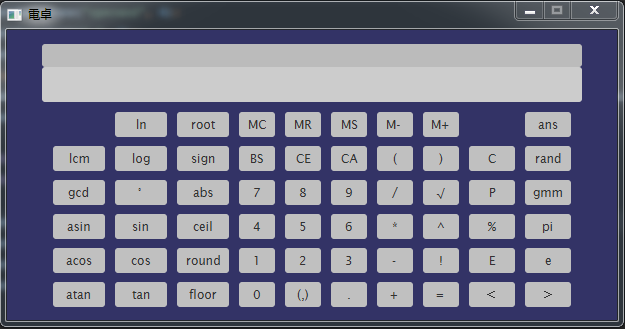 電卓
ln root MC MR MS M- M+ ans
lcm log sign BS CE CA ( ) C rand
gcd ° abs 7 8 9 / √ P gmm
asin sin ceil 4 5 6 * ^ % pi
acos cos round 1 2 3 - ! E e
atan tan floor 0 (,) . + = < >